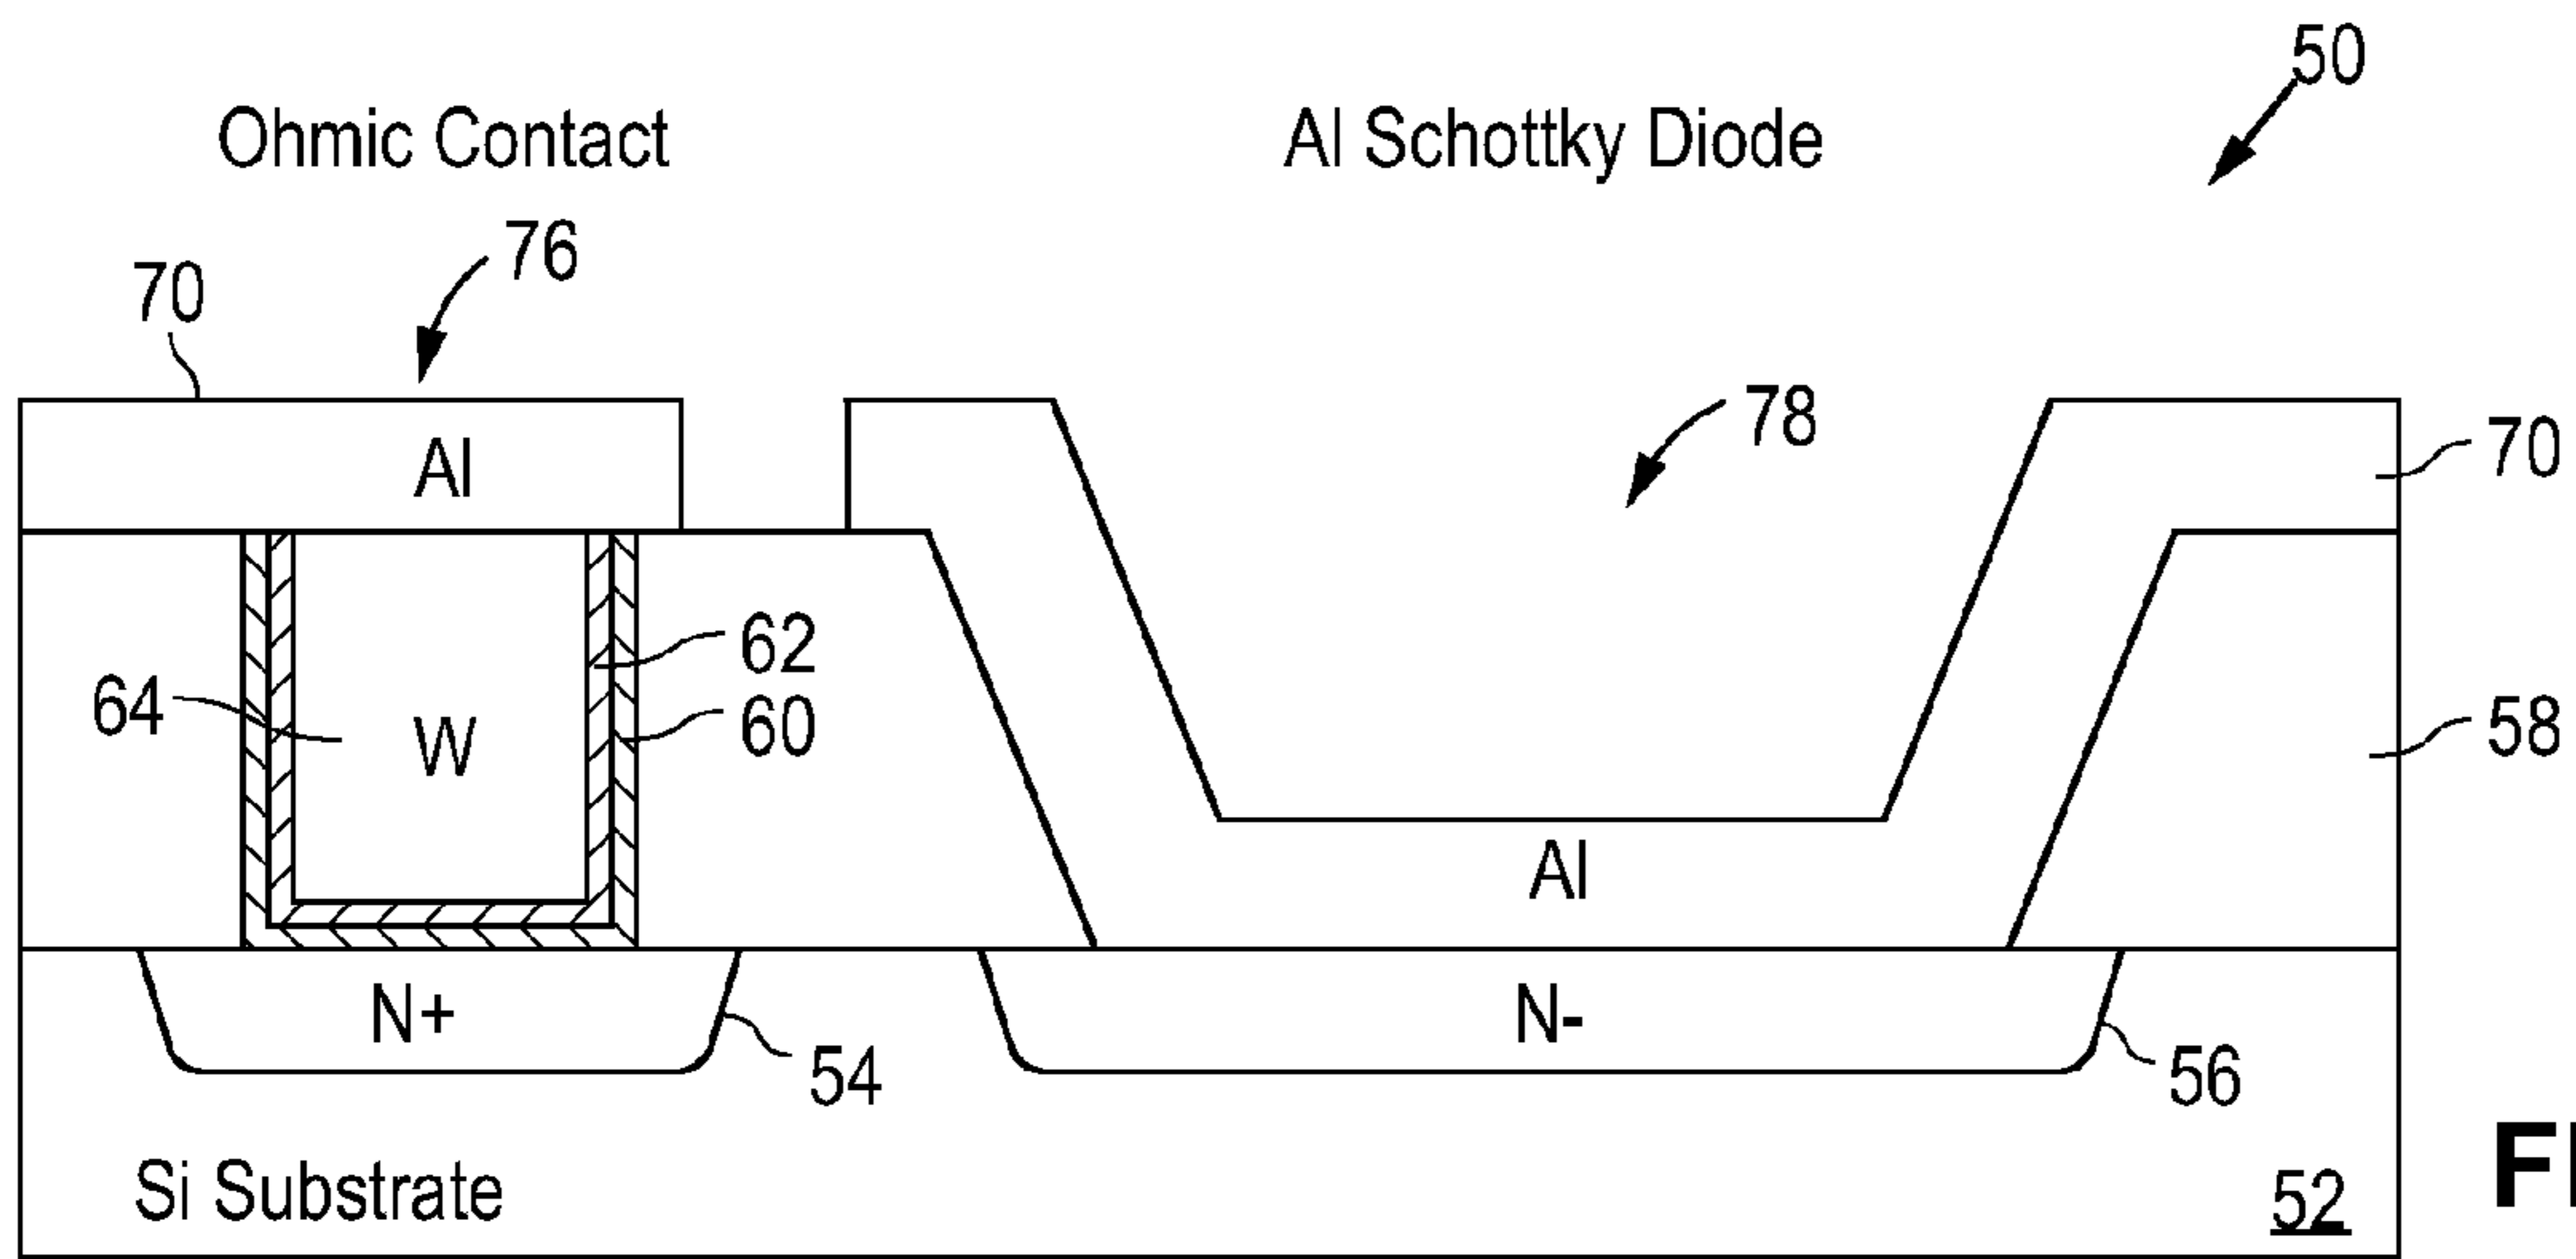 50
Ohmic Contact
Al Schottky Diode
76
70
78
Al
70
62
64
W
60
58
Al
N+
N-
54
56
Si Substrate
52